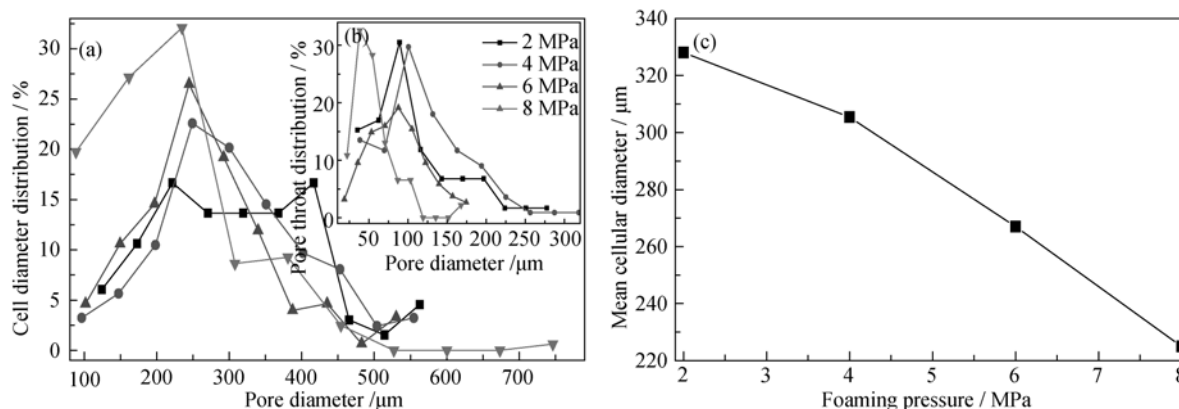 (a)
Cell diameter distribution / %
30
25
20
15
10
5
0
100 200 300 400 500 600 700
Pore diameter /μm
(b)
Pore throat distribution / %
30
20
10
0
50 100 150 200 250 300
Pore diameter /μm
2 MPa
4 MPa
6 MPa
8 MPa
(c)
Mean cellular diameter / μm
340
320
300
280
260
240
220
2 3 4 5 6 7 8
Foaming pressure / MPa